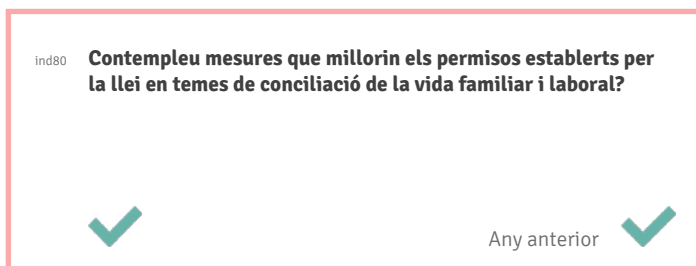 ind80 Contempleu mesures que millorin els permisos establerts per
la llei en temes de conciliació de la vida familiar i laboral?
Any anterior